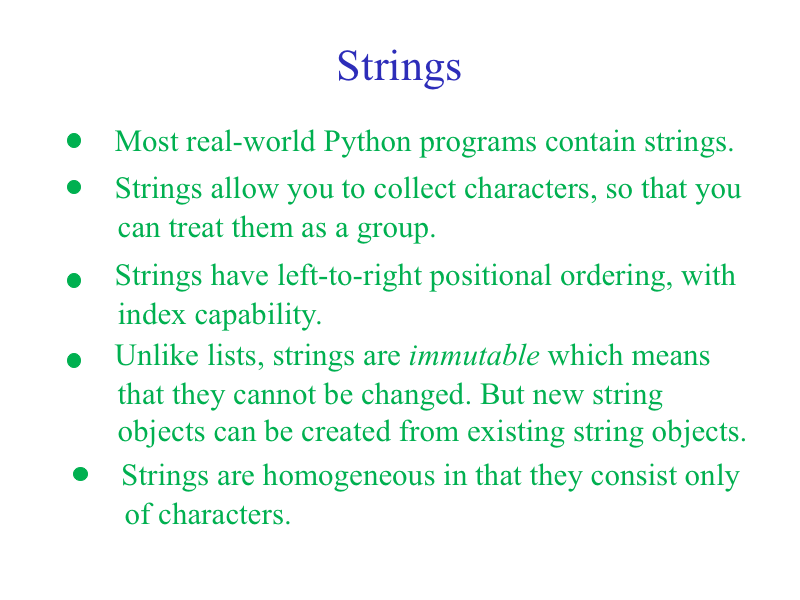 Strings
● Most real-world Python programs contain strings.
● Strings allow you to collect characters, so that you
can treat them as a group.
● Strings have left-to-right positional ordering, with
index capability.
● Unlike lists, strings are immutable which means
that they cannot be changed. But new string
objects can be created from existing string objects.
● Strings are homogeneous in that they consist only
of characters.